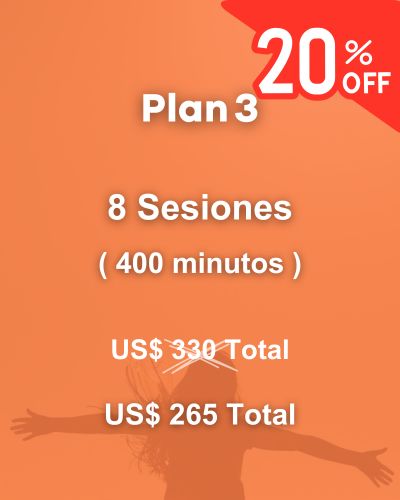 20% OFF
Plan 3
8 Sesiones
( 400 minutos )
US$ 330 Total
US$ 265 Total